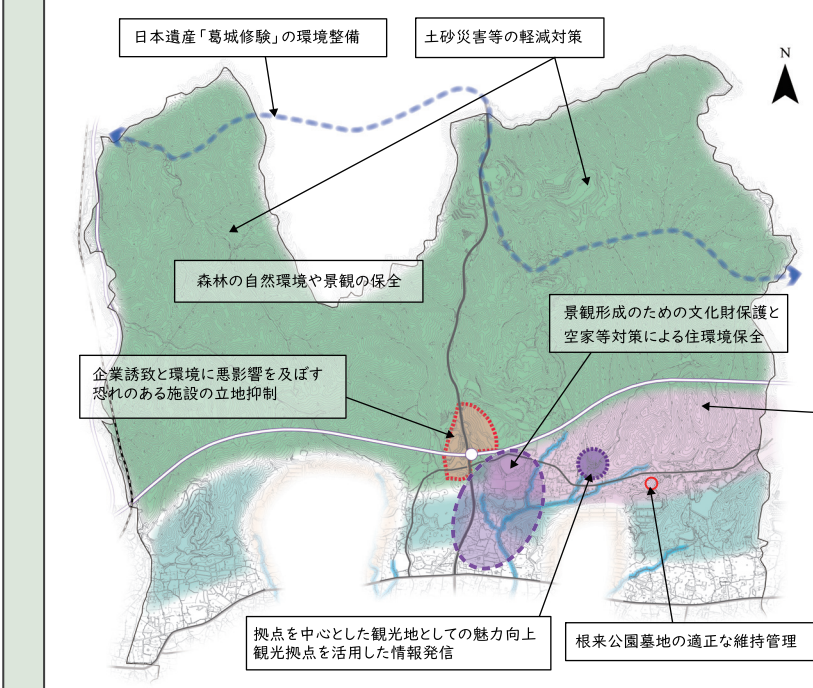 日本遺産「葛城修験」の環境整備
土砂災害等の軽減対策
N
森林の自然環境や景観の保全
景観形成のための文化財保護と
空家等対策による住環境保全
企業誘致と環境に悪影響を及ぼす
恐れのある施設の立地抑制
拠点を中心とした観光地としての魅力向上
観光拠点を活用した情報発信
根来公園墓地の適正な維持管理